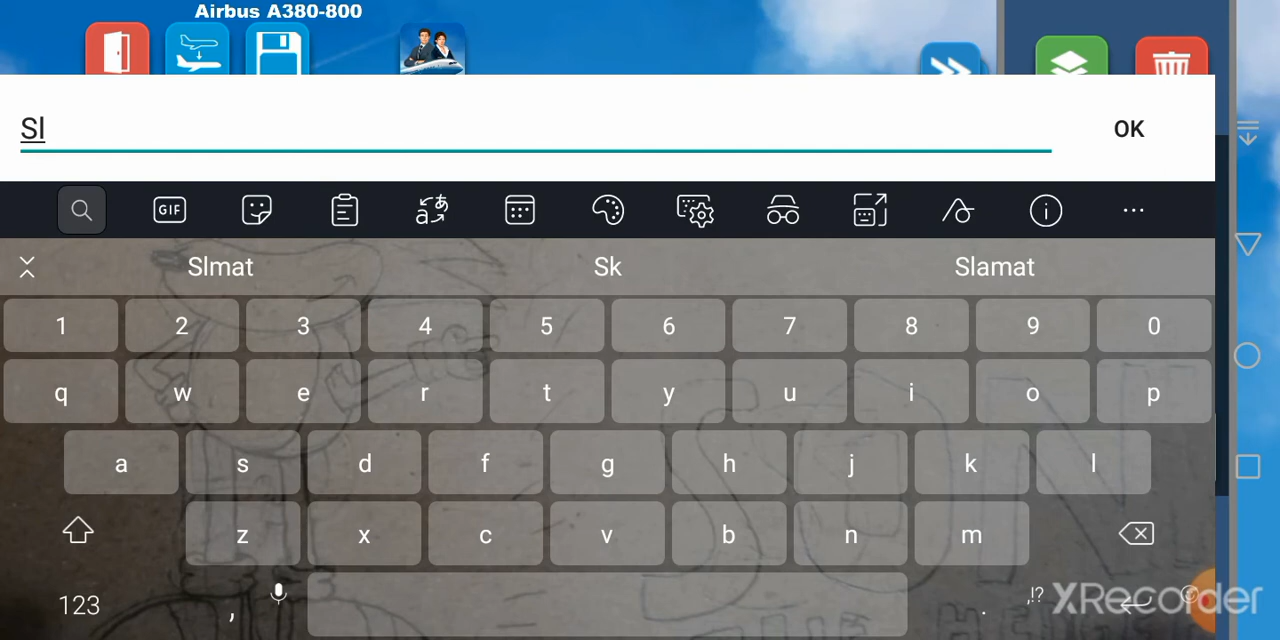 Airbus A380-800
Sl
OK
GIF
Slmat Sk Slamat
1 2 3 4 5 6 7 8 9 0
q w e r t y u i o p
a s d f g h j k l
z x c v b n m
123 , . ,!?
XRecorder